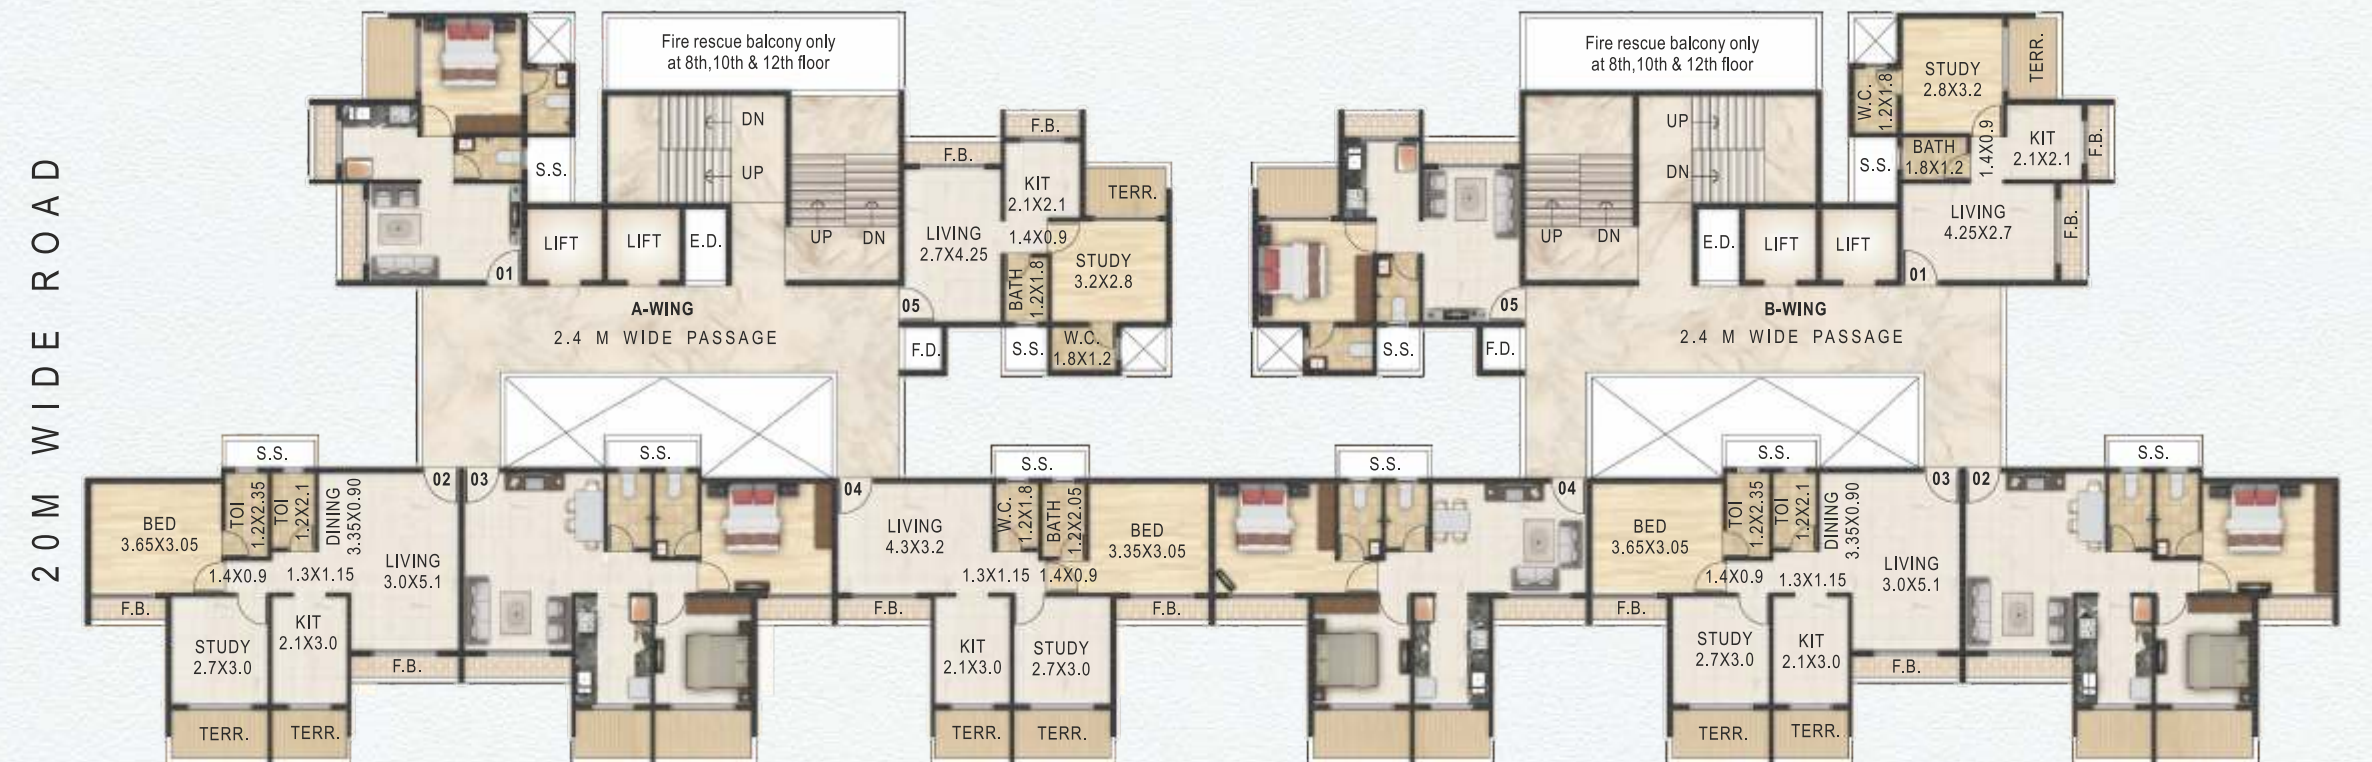 20M WIDE ROAD
Fire rescue balcony only
at 8th,10th & 12th floor
DN
UP
S.S.
LIFT
LIFT
E.D.
UP
DN
01
F.B.
F.B.
KIT
2.1X2.1
TERR.
LIVING
2.7X4.25
1.4X0.9
STUDY
3.2X2.8
BATH
1.2X1.8
05
F.D.
S.S.
W.C.
1.8X1.2
A-WING
2.4 M WIDE PASSAGE
Fire rescue balcony only
at 8th,10th & 12th floor
UP
DN
UP
DN
E.D.
LIFT
LIFT
W.C.
1.2X1.8
STUDY
2.8X3.2
TERR.
S.S.
BATH
1.8X1.2
1.4X0.9
KIT
2.1X2.1
F.B.
LIVING
4.25X2.7
F.B.
01
05
S.S.
F.D.
B-WING
2.4 M WIDE PASSAGE
S.S.
BED
3.65X3.05
TOI
1.2X2.35
TOI
1.2X2.1
DINING
3.35X0.90
02
LIVING
3.0X5.1
1.4X0.9
1.3X1.15
F.B.
STUDY
2.7X3.0
KIT
2.1X3.0
F.B.
TERR.
TERR.
03
S.S.
04
LIVING
4.3X3.2
S.S.
W.C.
1.2X1.8
BATH
1.2X2.05
BED
3.35X3.05
1.3X1.15
1.4X0.9
F.B.
KIT
2.1X3.0
STUDY
2.7X3.0
F.B.
TERR.
TERR.
S.S.
04
BED
3.65X3.05
S.S.
TOI
1.2X2.35
TOI
1.2X2.1
DINING
3.35X0.90
03
LIVING
3.0X5.1
1.4X0.9
1.3X1.15
F.B.
STUDY
2.7X3.0
KIT
2.1X3.0
F.B.
TERR.
TERR.
02
S.S.